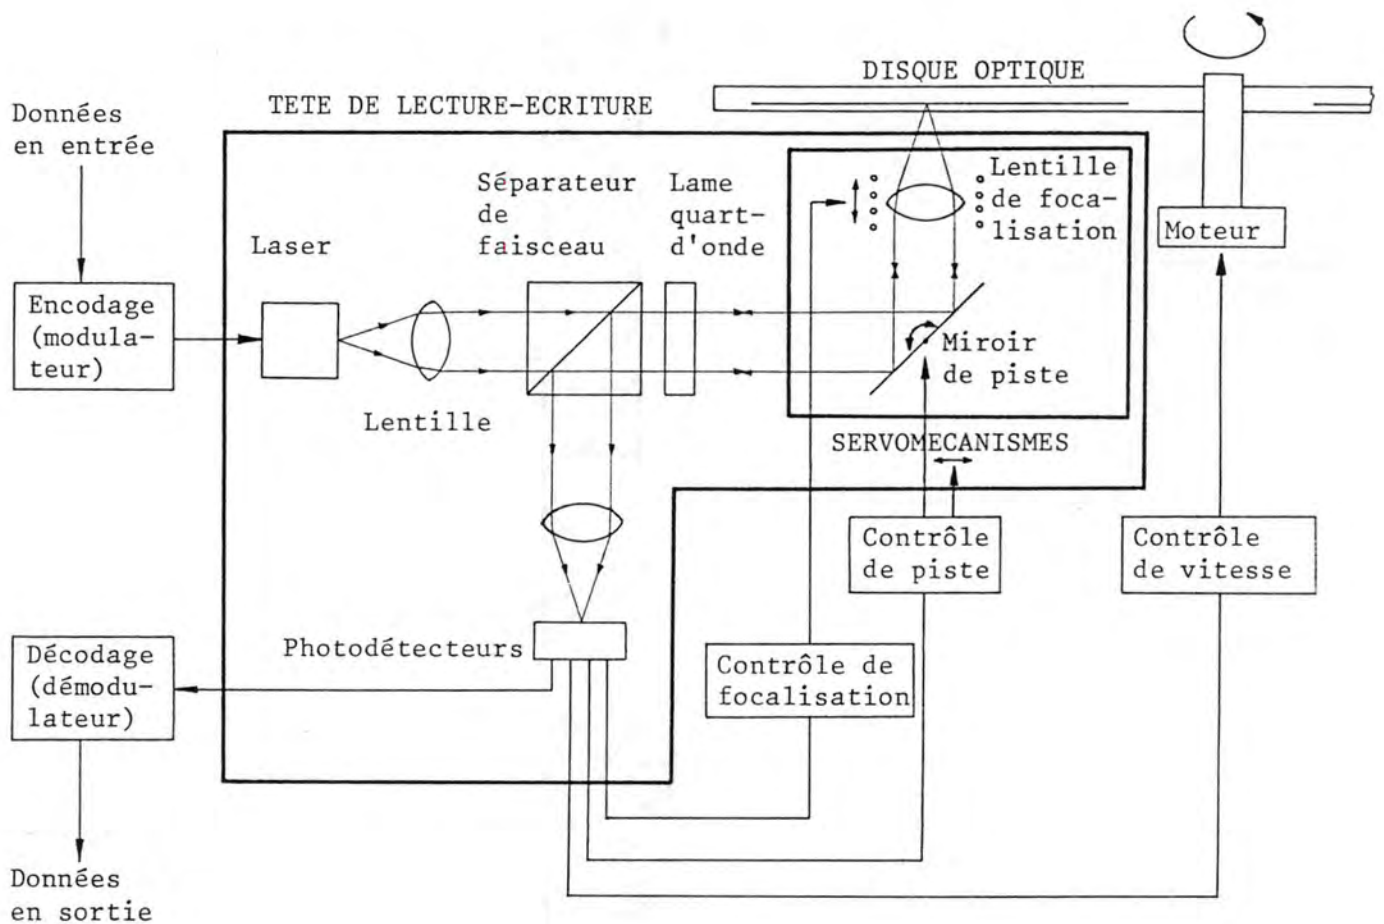 DISQUE OPTIQUE
TETE DE LECTURE-ECRITURE
Données
en entrée
Séparateur
de
faisceau
Lame
quart-
d'onde
Lentille
de foca-
lisation
Moteur
Laser
Encodage
(modula-
teur)
Miroir
de piste
Lentille
SERVOMECANISMES
Contrôle
de piste
Contrôle
de vitesse
Photodétecteurs
Contrôle de
focalisation
Décodage
(démodu-
lateur)
Données
en sortie